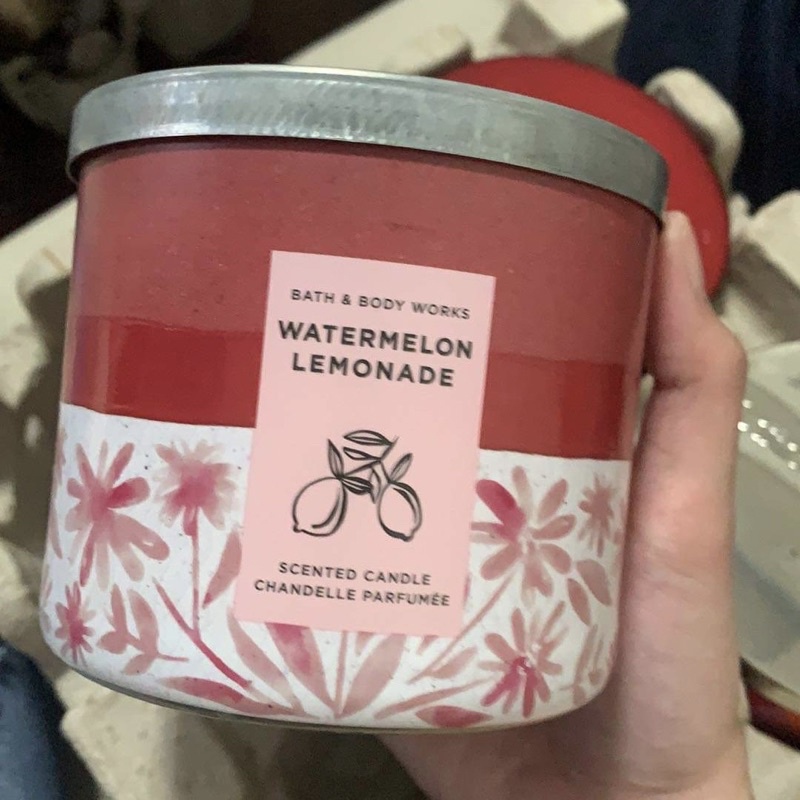 BATH & BODY WORKS
WATERMELON
LEMONADE
SCENTED CANDLE
CHANDELLE PARFUMÉE